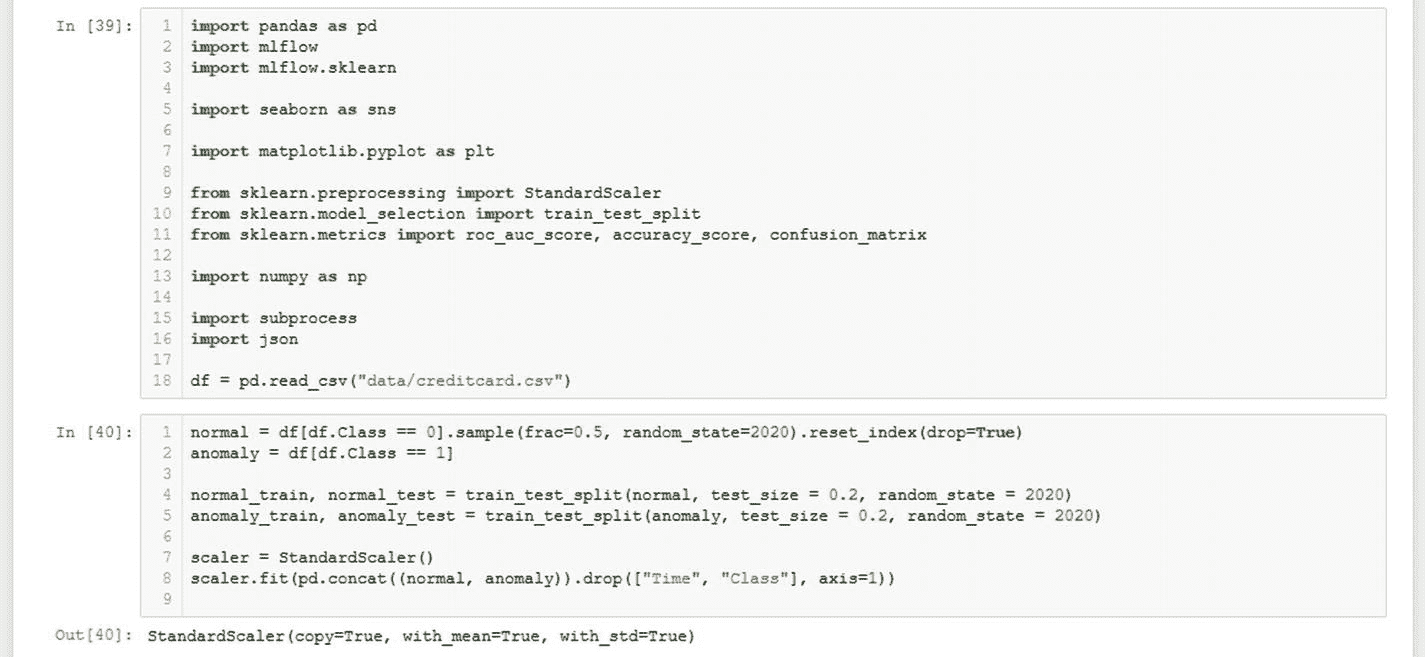 In [39]:
1 import pandas as pd
2 import mlflow
3 import mlflow.sklearn
4
5 import seaborn as sns
6
7 import matplotlib.pyplot as plt
8
9 from sklearn.preprocessing import StandardScaler
10 from sklearn.model_selection import train_test_split
11 from sklearn.metrics import roc_auc_score, accuracy_score, confusion_matrix
12
13 import numpy as np
14
15 import subprocess
16 import json
17
18 df = pd.read_csv("data/creditcard.csv")
In [40]:
1 normal = df[df.Class == 0].sample(frac=0.5, random_state=2020).reset_index(drop=True)
2 anomaly = df[df.Class == 1]
3
4 normal_train, normal_test = train_test_split(normal, test_size = 0.2, random_state = 2020)
5 anomaly_train, anomaly_test = train_test_split(anomaly, test_size = 0.2, random_state = 2020)
6
7 scaler = StandardScaler()
8 scaler.fit(pd.concat((normal, anomaly)).drop(["Time", "Class"], axis=1))
9
Out[40]: StandardScaler(copy=True, with_mean=True, with_std=True)